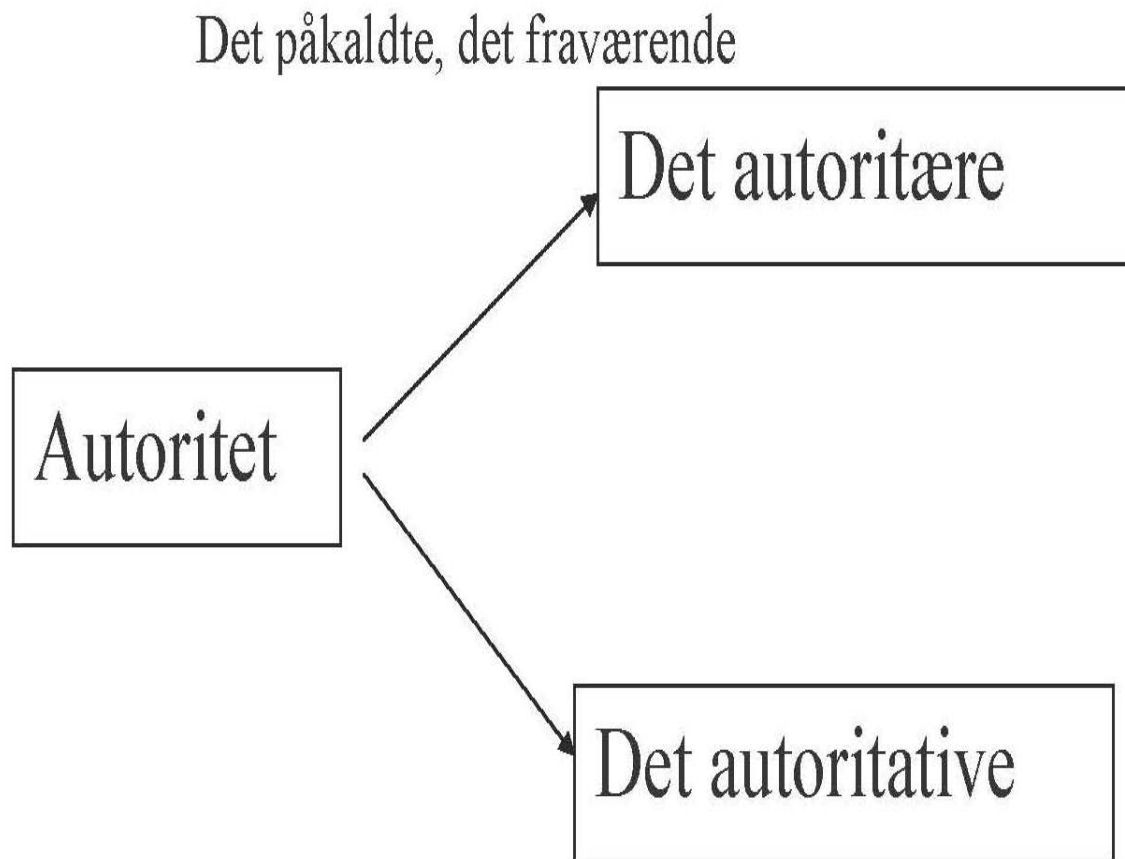 Det påkaldte, det fraværende
Det autoritære
Autoritet
Det autoritative